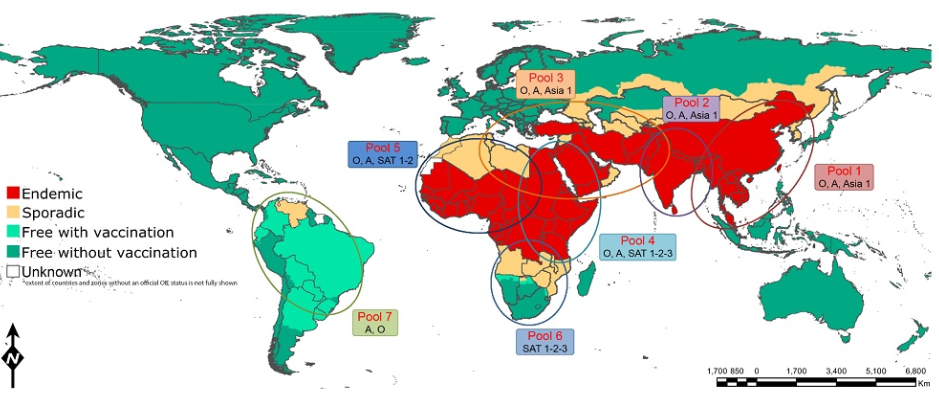 Pool 3
O, A, Asia 1
Pool 2
O, A, Asia 1
Pool 5
O, A, SAT 1-2
Pool 1
O, A, Asia 1
Endemic
Sporadic
Free with vaccination
Free without vaccination
Unknown
*extent of countries and zones without an official OIE status is not fully shown
Pool 4
O, A, SAT 1-2-3
Pool 7
A, O
Pool 6
SAT 1-2-3
N
1,700 850 0 1,700 3,400 5,100 6,800
Km